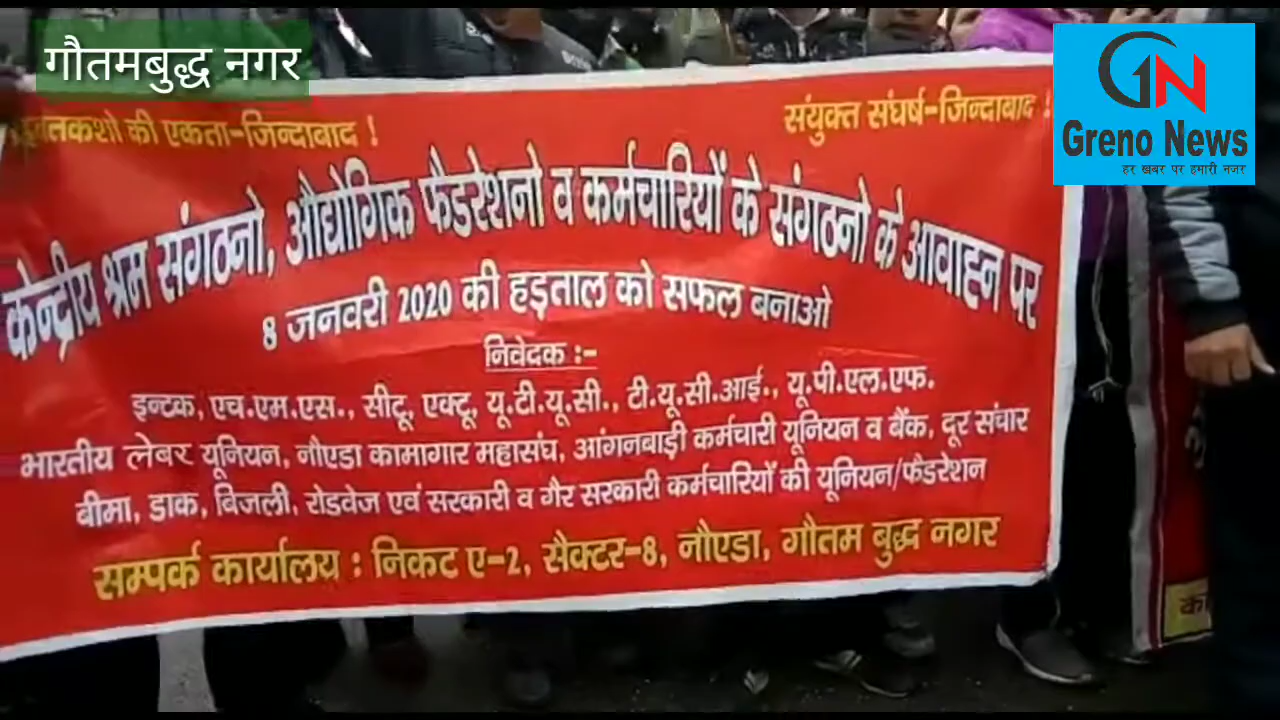 गौतमबुद्ध नगर
GN
Greno News
हर खबर पर हमारी नजर
की एकता-जिन्दाबाद !
संयुक्त संघर्ष-जिन्दाबाद !
केन्द्रीय श्रम संगठनो, औद्योगिक फैडरेशनो व कर्मचारियों के संगठनो के आवाह्न पर
8 जनवरी 2020 की हड़ताल को सफल बनाओ
निवेदक :-
इन्टक, एच.एम.एस., सीटू, एक्टू, यू.टी.यू.सी., टी.यू.सी.आई., यू.पी.एल.एफ.
भारतीय लेबर यूनियन, नौएडा कामागार महासंघ, आंगनबाड़ी कर्मचारी यूनियन व बैंक, दूर संचार
बीमा, डाक, बिजली, रोडवेज एवं सरकारी व गैर सरकारी कर्मचारियों की यूनियन/फैडरेशन
सम्पर्क कार्यालय : निकट ए-2, सैक्टर-8, नौएडा, गौतम बुद्ध नगर